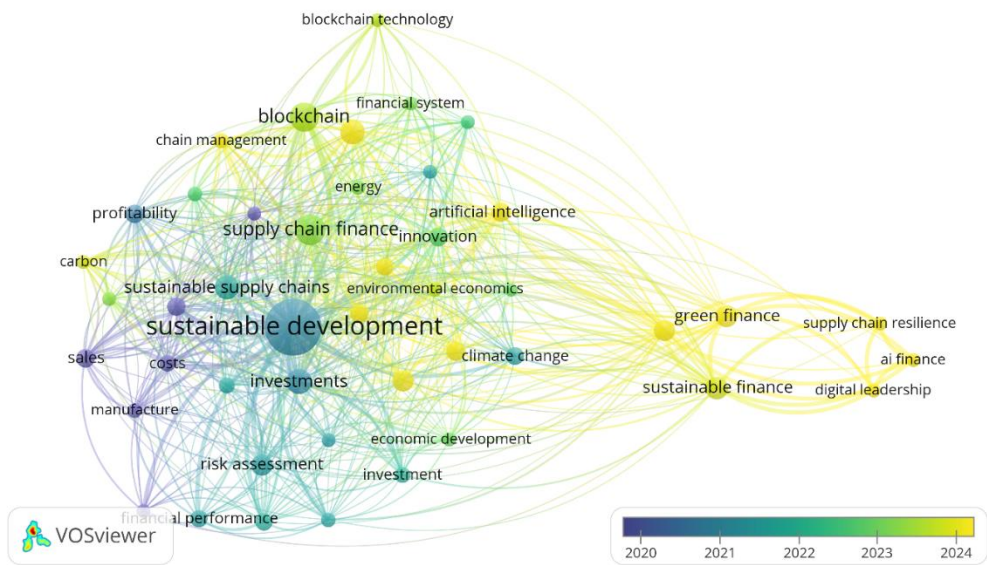 blockchain technology
financial system
blockchain
chain management
energy
profitability
artificial intelligence
supply chain finance
innovation
carbon
sustainable supply chains
environmental economics
green finance
supply chain resilience
sustainable development
sales
costs
climate change
ai finance
investments
sustainable finance
digital leadership
manufacture
economic development
risk assessment
investment
financial performance
VOSviewer
2020 2021 2022 2023 2024